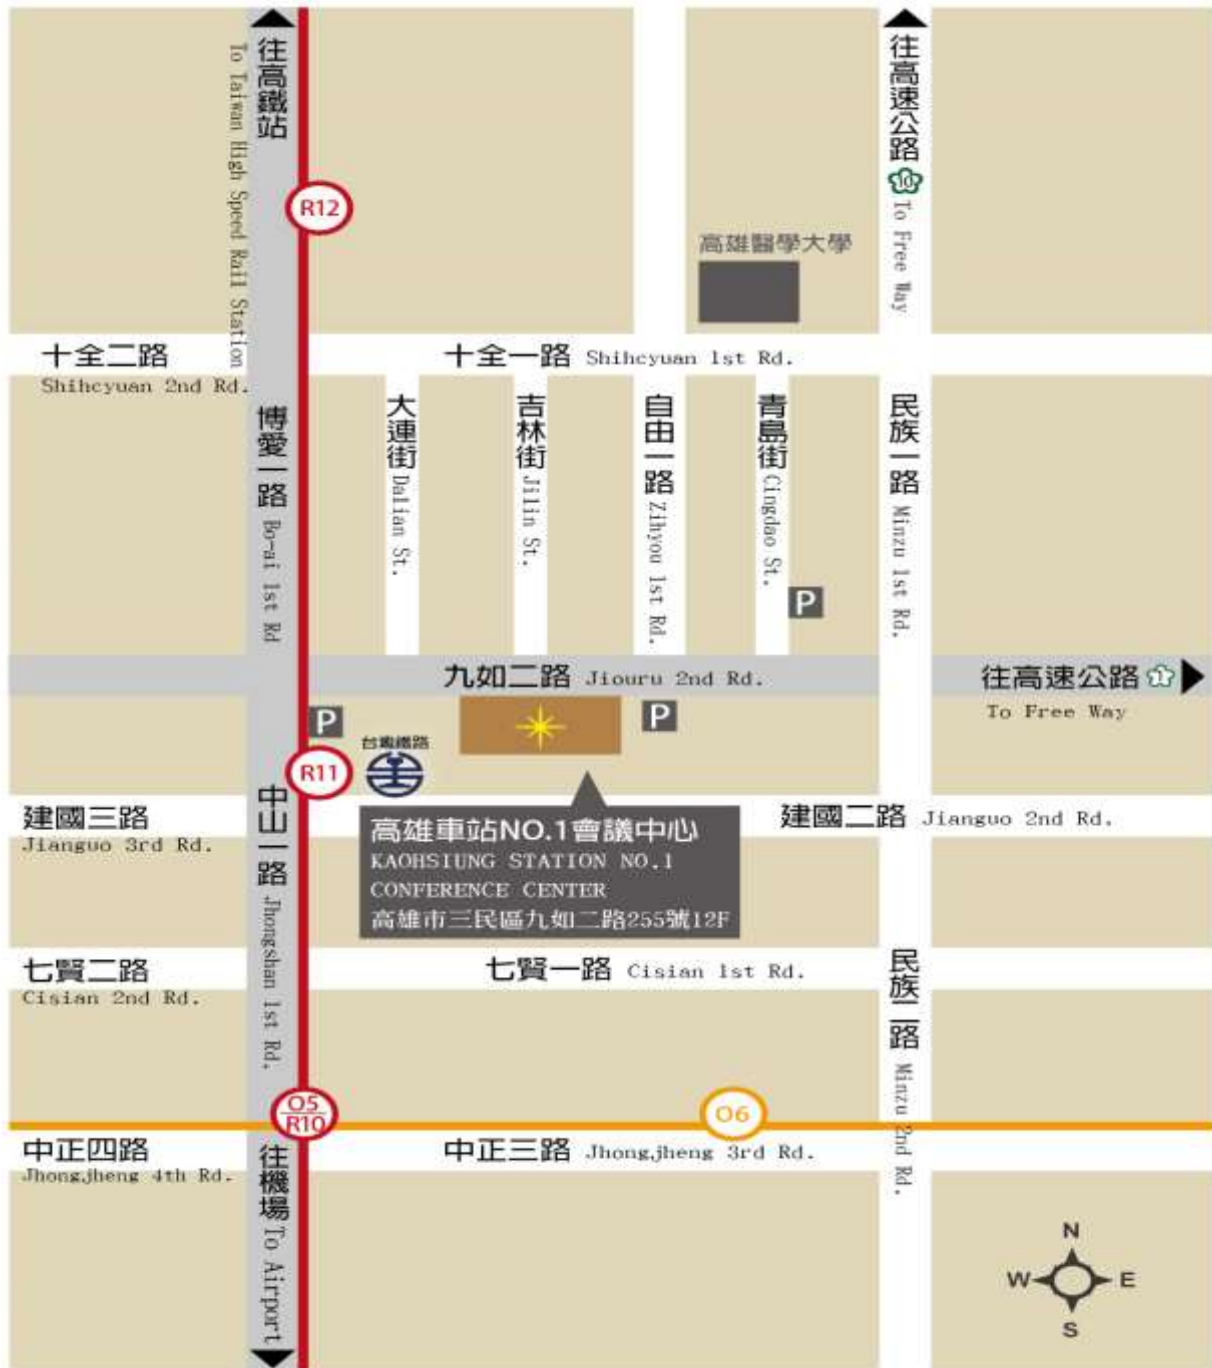 往高鐵站
To Taiwan High Speed Rail Station
往高速公路
10
To Free Way
R12
高雄醫學大學
十全二路
Shihcyuan 2nd Rd.
十全一路 Shihcyuan 1st Rd.
博愛一路 Bo-ai 1st Rd
大連街 Dalian St.
吉林街 Jilin St.
自由一路 Zihyou 1st Rd.
青島街 Cingdao St.
民族一路 Minzu 1st Rd.
P
九如二路 Jiouru 2nd Rd.
往高速公路 1
To Free Way
P
P
台灣鐵路
R11
建國三路
Jianguo 3rd Rd.
中山一路 Jhongshan 1st Rd.
高雄車站NO.1會議中心
KAOHSIUNG STATION NO.1
CONFERENCE CENTER
高雄市三民區九如二路255號12F
建國二路 Jianguo 2nd Rd.
七賢二路
Cisian 2nd Rd.
七賢一路 Cisian 1st Rd.
民族二路 Minzu 2nd Rd.
O5
R10
O6
中正四路
Jhongjheng 4th Rd.
中正三路 Jhongjheng 3rd Rd.
往機場 To Airport
N
W E
S